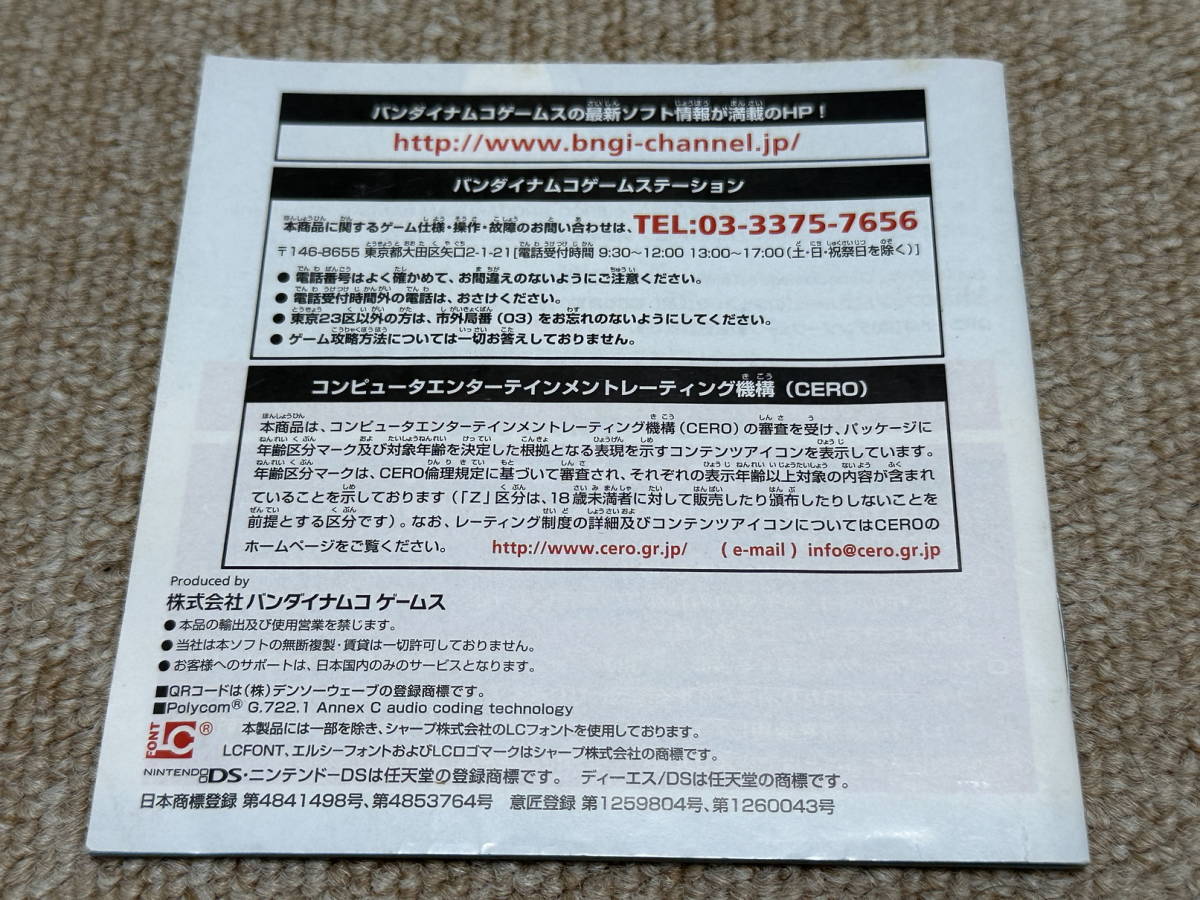 バンダイナムコゲームスの最新ソフト情報が満載のHP!
http://www.bngi-channel.jp/
バンダイナムコゲームステーション
本商品に関するゲーム仕様・操作・故障のお問い合わせは、TEL:03-3375-7656
〒146-8655 東京都大田区矢口2-1-21[電話受付時間 9:30~12:00 13:00~17:00(土・日・祝祭日を除く)]
● 電話番号はよく確かめて、お間違えのないようにご注意ください。
● 電話受付時間外の電話は、おさけください。
● 東京23区以外の方は、市外局番(03)をお忘れのないようにしてください。
● ゲーム攻略方法については一切お答えしておりません。
コンピュータエンターテインメントレーティング機構(CERO)
本商品は、コンピュータエンターテインメントレーティング機構(CERO)の審査を受け、パッケージに
年齢区分マーク及び対象年齢を決定した根拠となる表現を示すコンテンツアイコンを表示しています。
年齢区分マークは、CERO倫理規定に基づいて審査され、それぞれの表示年齢以上対象の内容が含まれ
ていることを示しております(「Z」区分は、18歳未満者に対して販売したり頒布したりしないことを
前提とする区分です)。なお、レーティング制度の詳細及びコンテンツアイコンについてはCEROの
ホームページをご覧ください。 http://www.cero.gr.jp/ (e-mail) info@cero.gr.jp
Produced by
株式会社 バンダイナムコ ゲームス
● 本品の輸出及び使用営業を禁じます。
● 当社は本ソフトの無断複製・賃貸は一切許可しておりません。
● お客様へのサポートは、日本国内のみのサービスとなります。
■QRコードは(株)デンソーウェーブの登録商標です。
■Polycom® G.722.1 Annex C audio coding technology
LC FONT ® 本製品には一部を除き、シャープ株式会社のLCフォントを使用しております。
LCFONT、エルシーフォントおよびLCロゴマークはシャープ株式会社の商標です。
NINTENDO DS・ニンテンドーDSは任天堂の登録商標です。 ディーエス/DSは任天堂の商標です。
日本商標登録 第4841498号、第4853764号 意匠登録 第1259804号、第1260043号